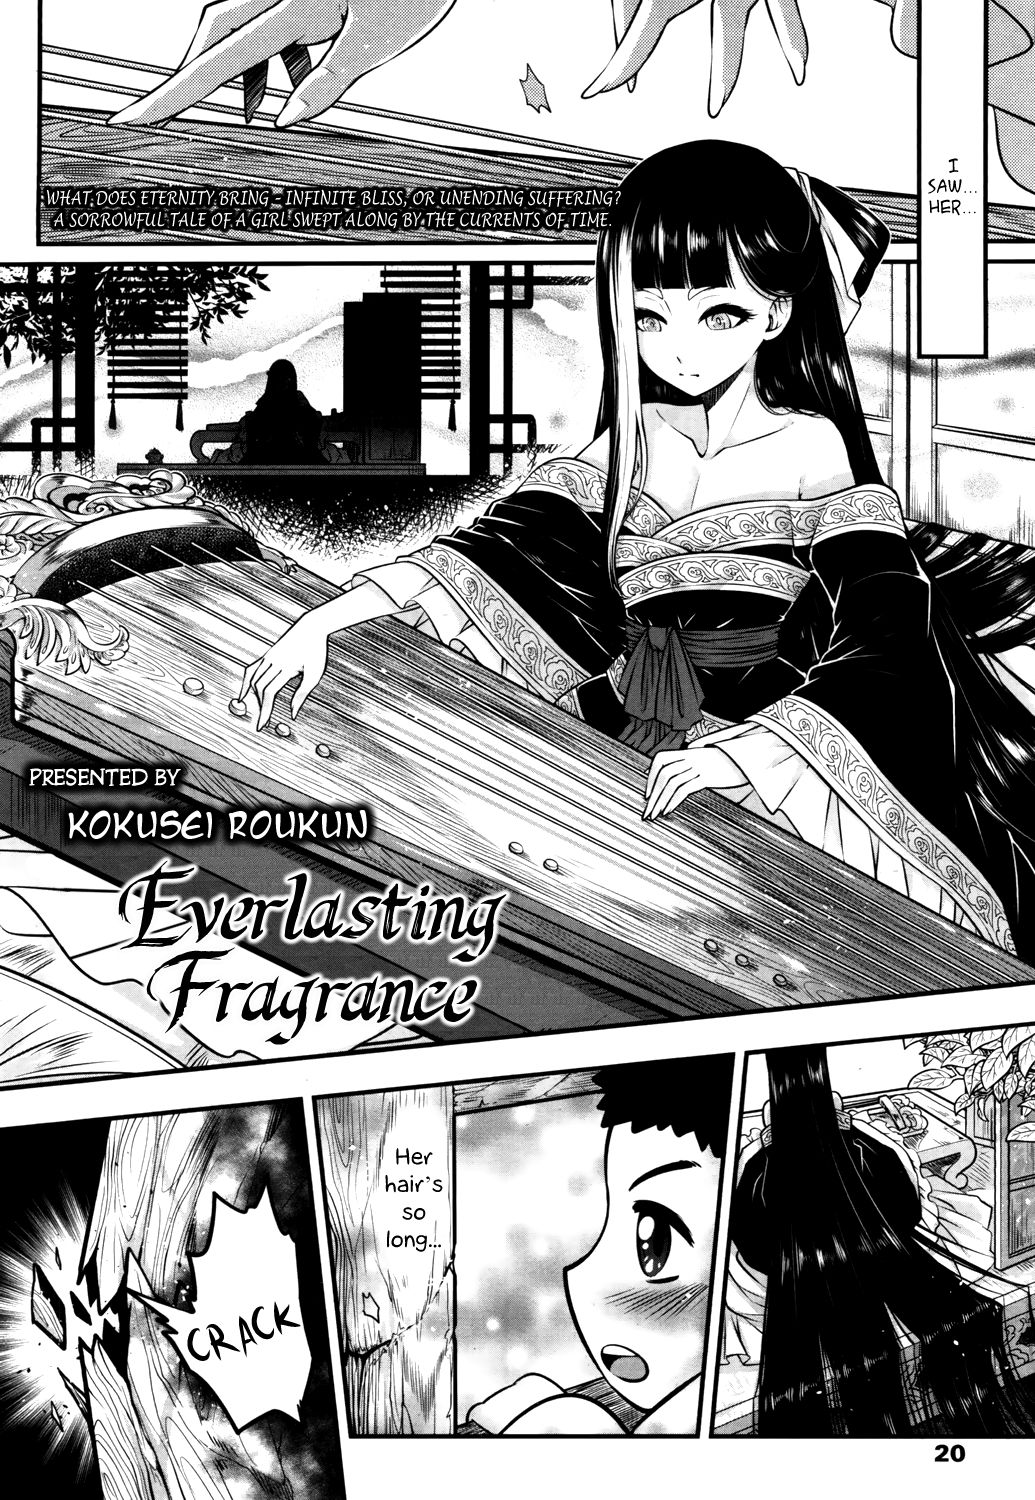 I
SAW...
HER...
WHAT DOES ETERNITY BRING - INFINITE BLISS, OR UNENDING SUFFERING?
A SORROWFUL TALE OF A GIRL SWEPT ALONG BY THE CURRENTS OF TIME.
PRESENTED BY
KOKUSEI ROUKUN
Everlasting
Fragrance
Her
hair's
so
long...
CRACK
20